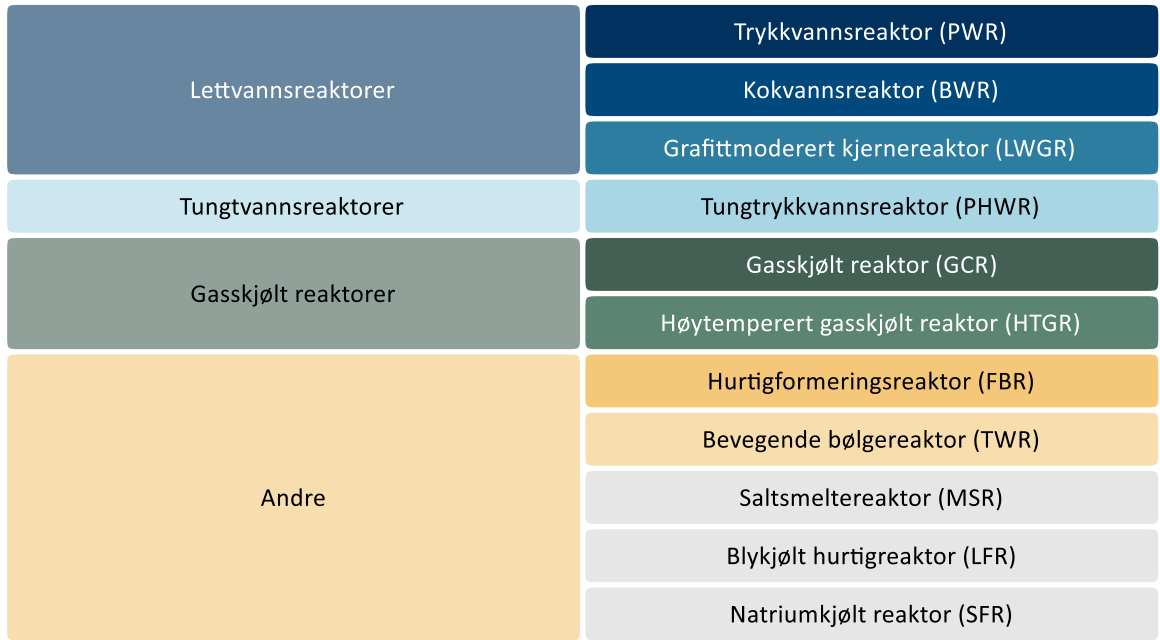 Lettvannsreaktorer
Trykkvannsreaktor (PWR)
Kokvannsreaktor (BWR)
Grafittmoderert kjernereaktor (LWGR)
Tungtvannsreaktorer
Tungtrykkvannsreaktor (PHWR)
Gasskjølt reaktorer
Gasskjølt reaktor (GCR)
Høytemperert gasskjølt reaktor (HTGR)
Andre
Hurtigformeringsreaktor (FBR)
Bevegende bølgereaktor (TWR)
Saltsmeltereaktor (MSR)
Blykjølt hurtigreaktor (LFR)
Natriumkjølt reaktor (SFR)